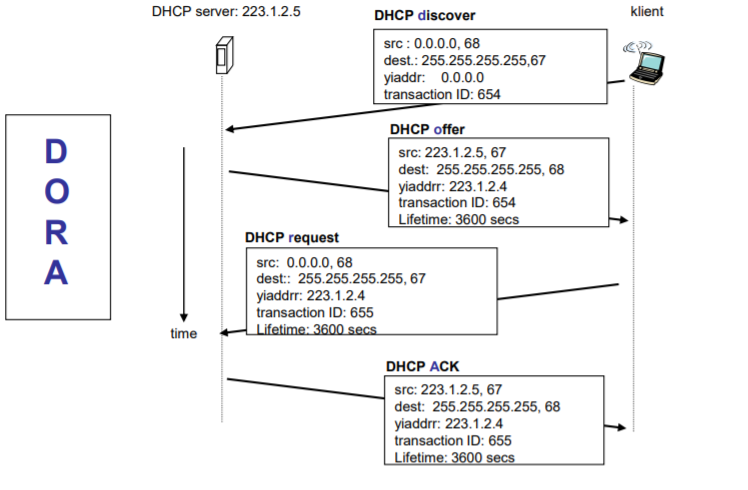 DHCP server: 223.1.2.5
klient
DHCP discover
src : 0.0.0.0, 68
dest.: 255.255.255.255,67
yiaddr: 0.0.0.0
transaction ID: 654
DHCP offer
src: 223.1.2.5, 67
dest: 255.255.255.255, 68
yiaddrr: 223.1.2.4
transaction ID: 654
Lifetime: 3600 secs
D
O
R
A
DHCP request
src: 0.0.0.0, 68
dest:: 255.255.255.255, 67
yiaddrr: 223.1.2.4
transaction ID: 655
Lifetime: 3600 secs
time
DHCP ACK
src: 223.1.2.5, 67
dest: 255.255.255.255, 68
yiaddrr: 223.1.2.4
transaction ID: 655
Lifetime: 3600 secs